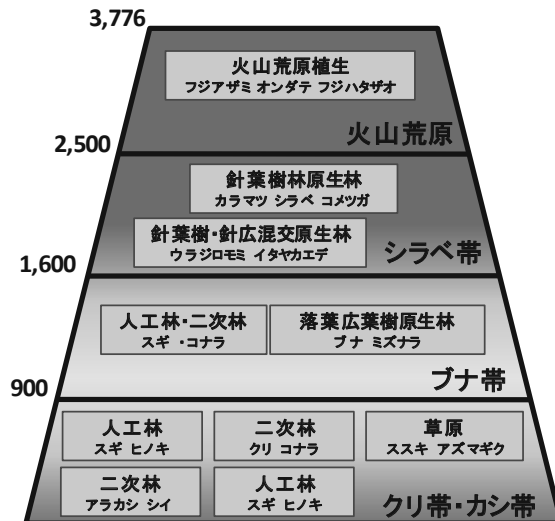 3,776
火山荒原植生
フジアザミ オンダテ フジハタザオ
火山荒原
2,500
針葉樹林原生林
カラマツ シラベ コメツガ
針葉樹・針広混交原生林
ウラジロモミ イタヤカエデ
シラベ帯
1,600
人工林・二次林
スギ ・コナラ
落葉広葉樹原生林
ブナ ミズナラ
ブナ帯
900
人工林
スギ ヒノキ
二次林
クリ コナラ
草原
ススキ アズマギク
二次林
アラカシ シイ
人工林
スギ ヒノキ
クリ帯・カシ帯